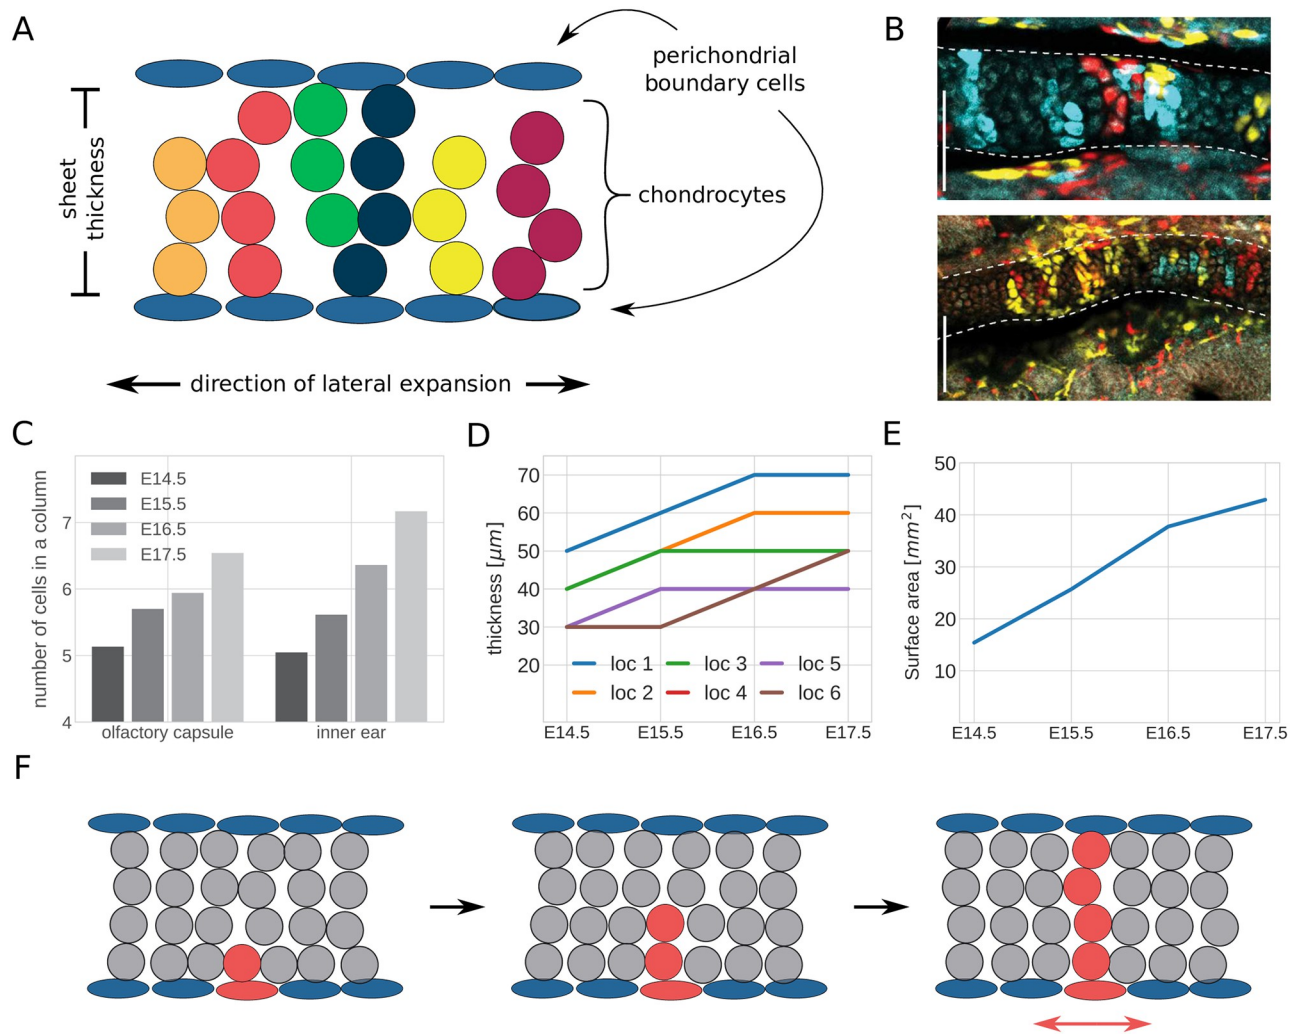 A
perichondrial
boundary cells
sheet
thickness
chondrocytes
direction of lateral expansion
B
C
number of cells in a column
7
6
5
4
E14.5
E15.5
E16.5
E17.5
olfactory capsule
inner ear
D
thickness [μm]
70
60
50
40
30
20
loc 1
loc 3
loc 5
loc 2
loc 4
loc 6
E14.5
E15.5
E16.5
E17.5
E
Surface area [mm²]
50
40
30
20
10
E14.5
E15.5
E16.5
E17.5
F